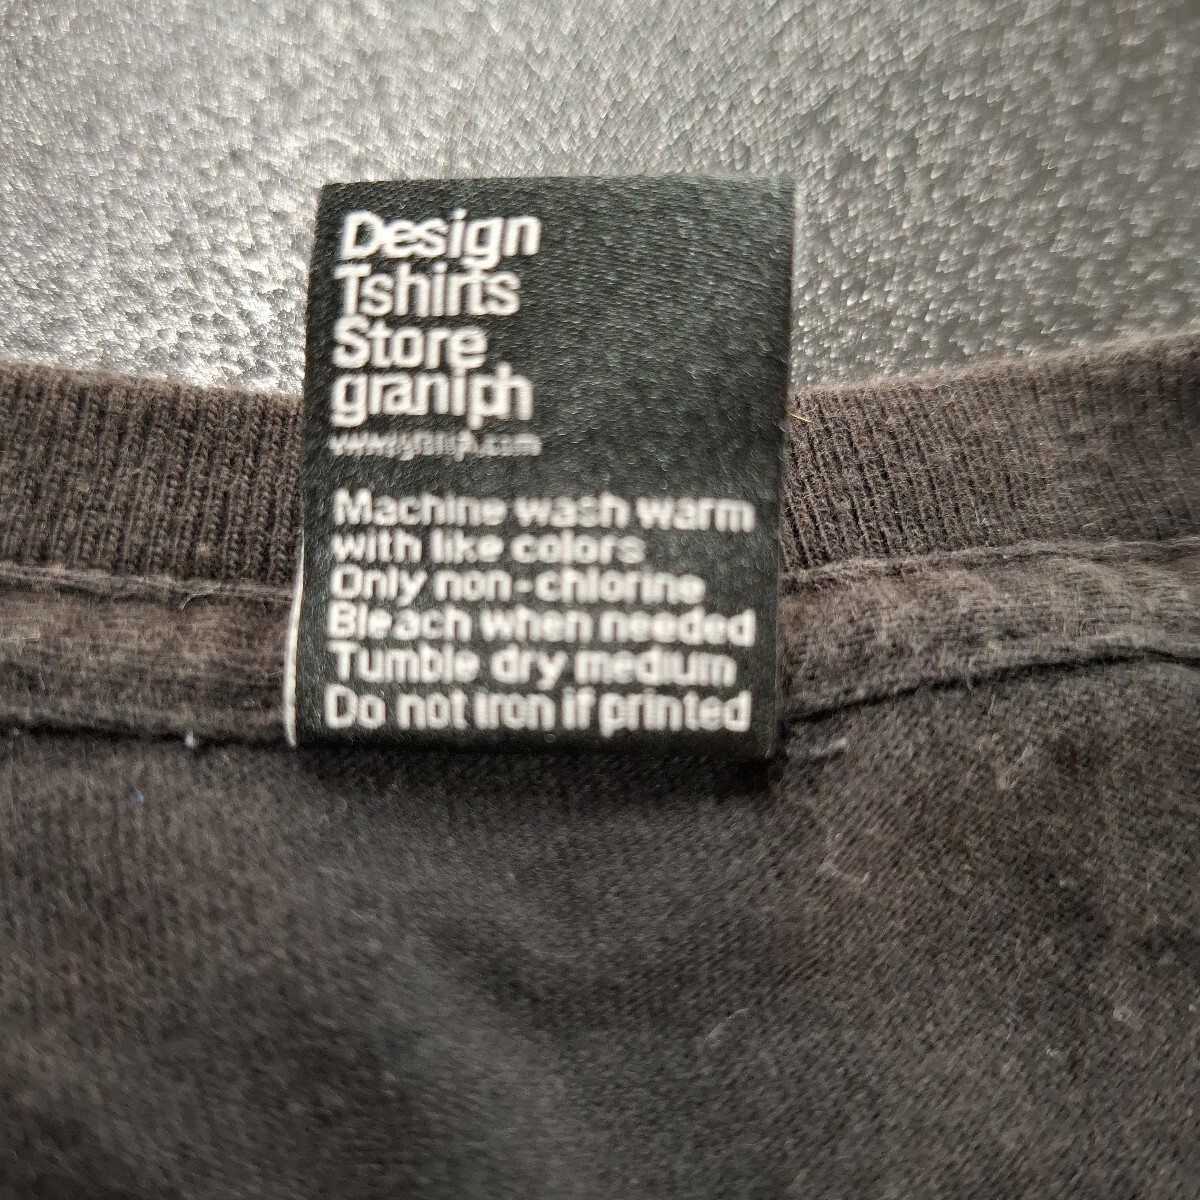 Design
Tshirts
Store
graniph
Machine wash warm
with like colors
Only non-chlorine
Bleach when needed
Tumble dry medium
Do not iron if printed